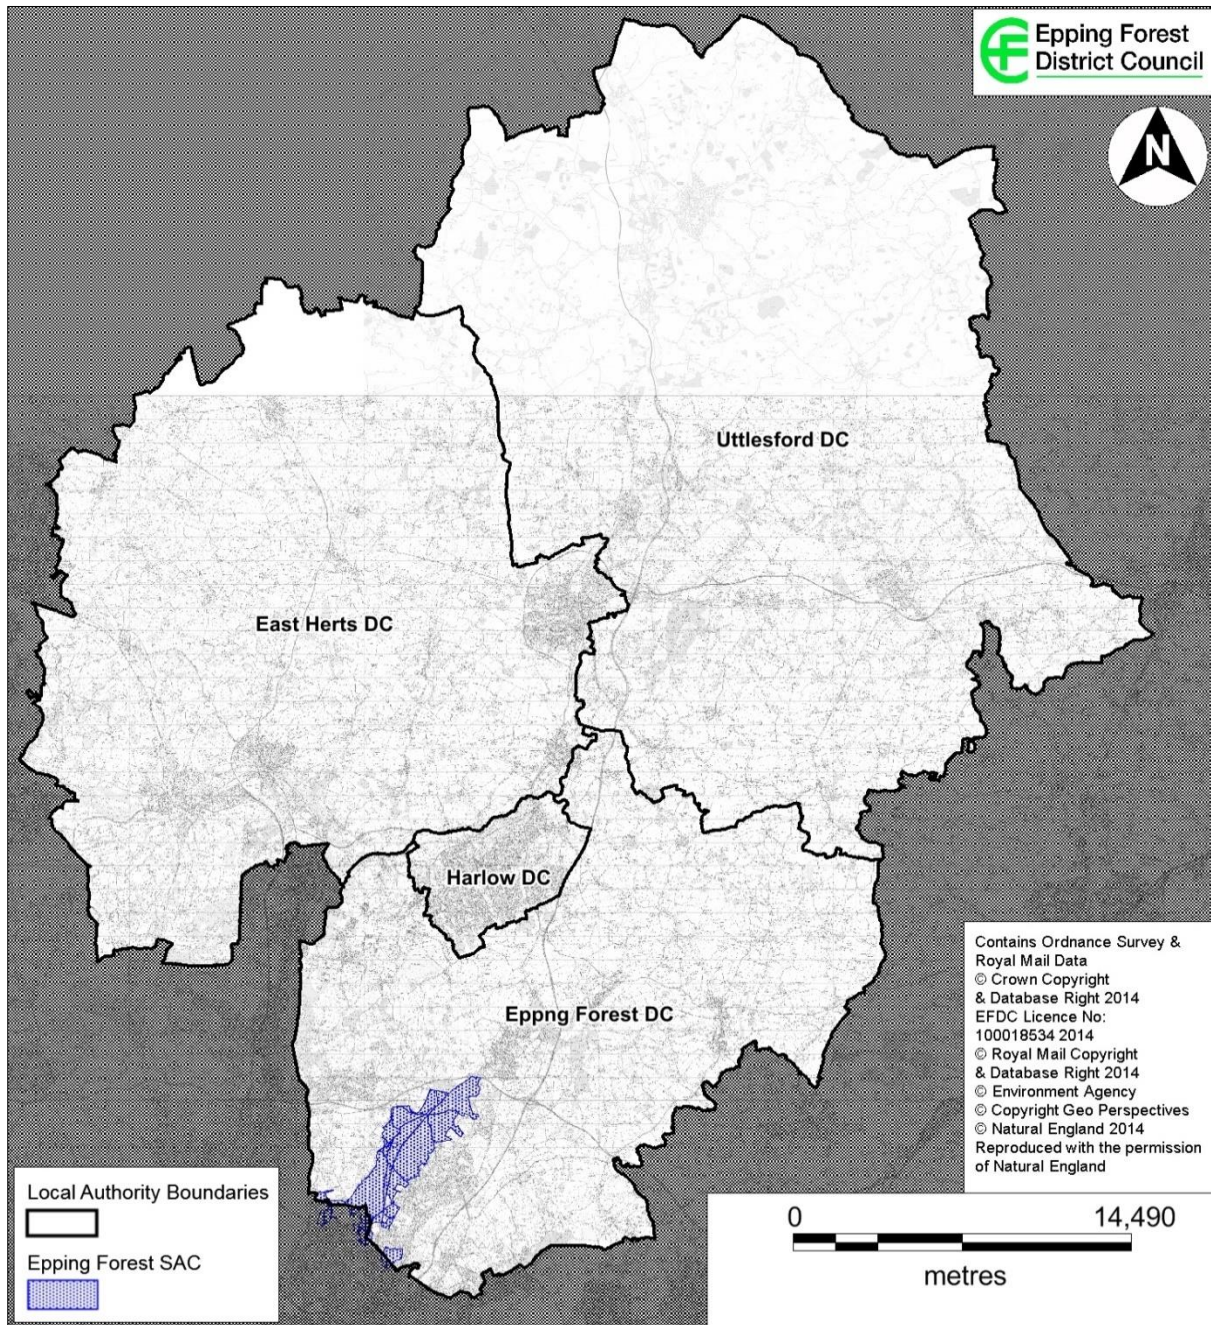 Epping Forest
District Council
N
Uttlesford DC
East Herts DC
Harlow DC
Eppng Forest DC
Contains Ordnance Survey &
Royal Mail Data
© Crown Copyright
& Database Right 2014
EFDC Licence No:
100018534 2014
© Royal Mail Copyright
& Database Right 2014
© Environment Agency
© Copyright Geo Perspectives
© Natural England 2014
Reproduced with the permission
of Natural England
Local Authority Boundaries
Epping Forest SAC
0 14,490
metres